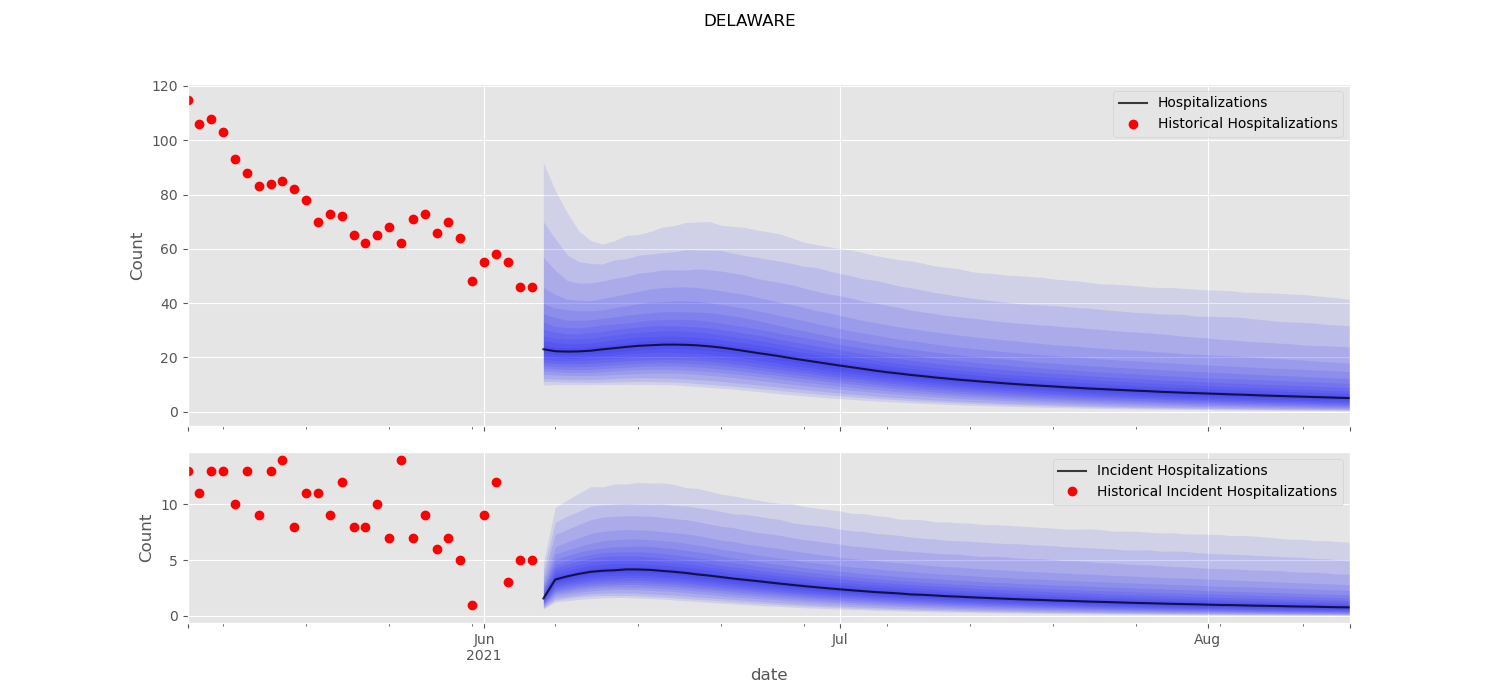 DELAWARE
120
100
80
60
40
20
0
Count
Hospitalizations
Historical Hospitalizations
10
5
0
Count
Incident Hospitalizations
Historical Incident Hospitalizations
Jun
2021
Jul
Aug
date